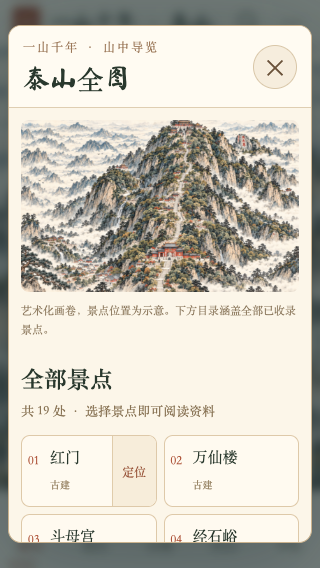 一山千年 · 山中导览
泰山全图
艺术化画卷，景点位置为示意。下方目录涵盖全部已收录
景点。
全部景点
共 19 处 · 选择景点即可阅读资料
01 红门 定位
古建
02 万仙楼
古建
03 斗母宫
04 经石峪